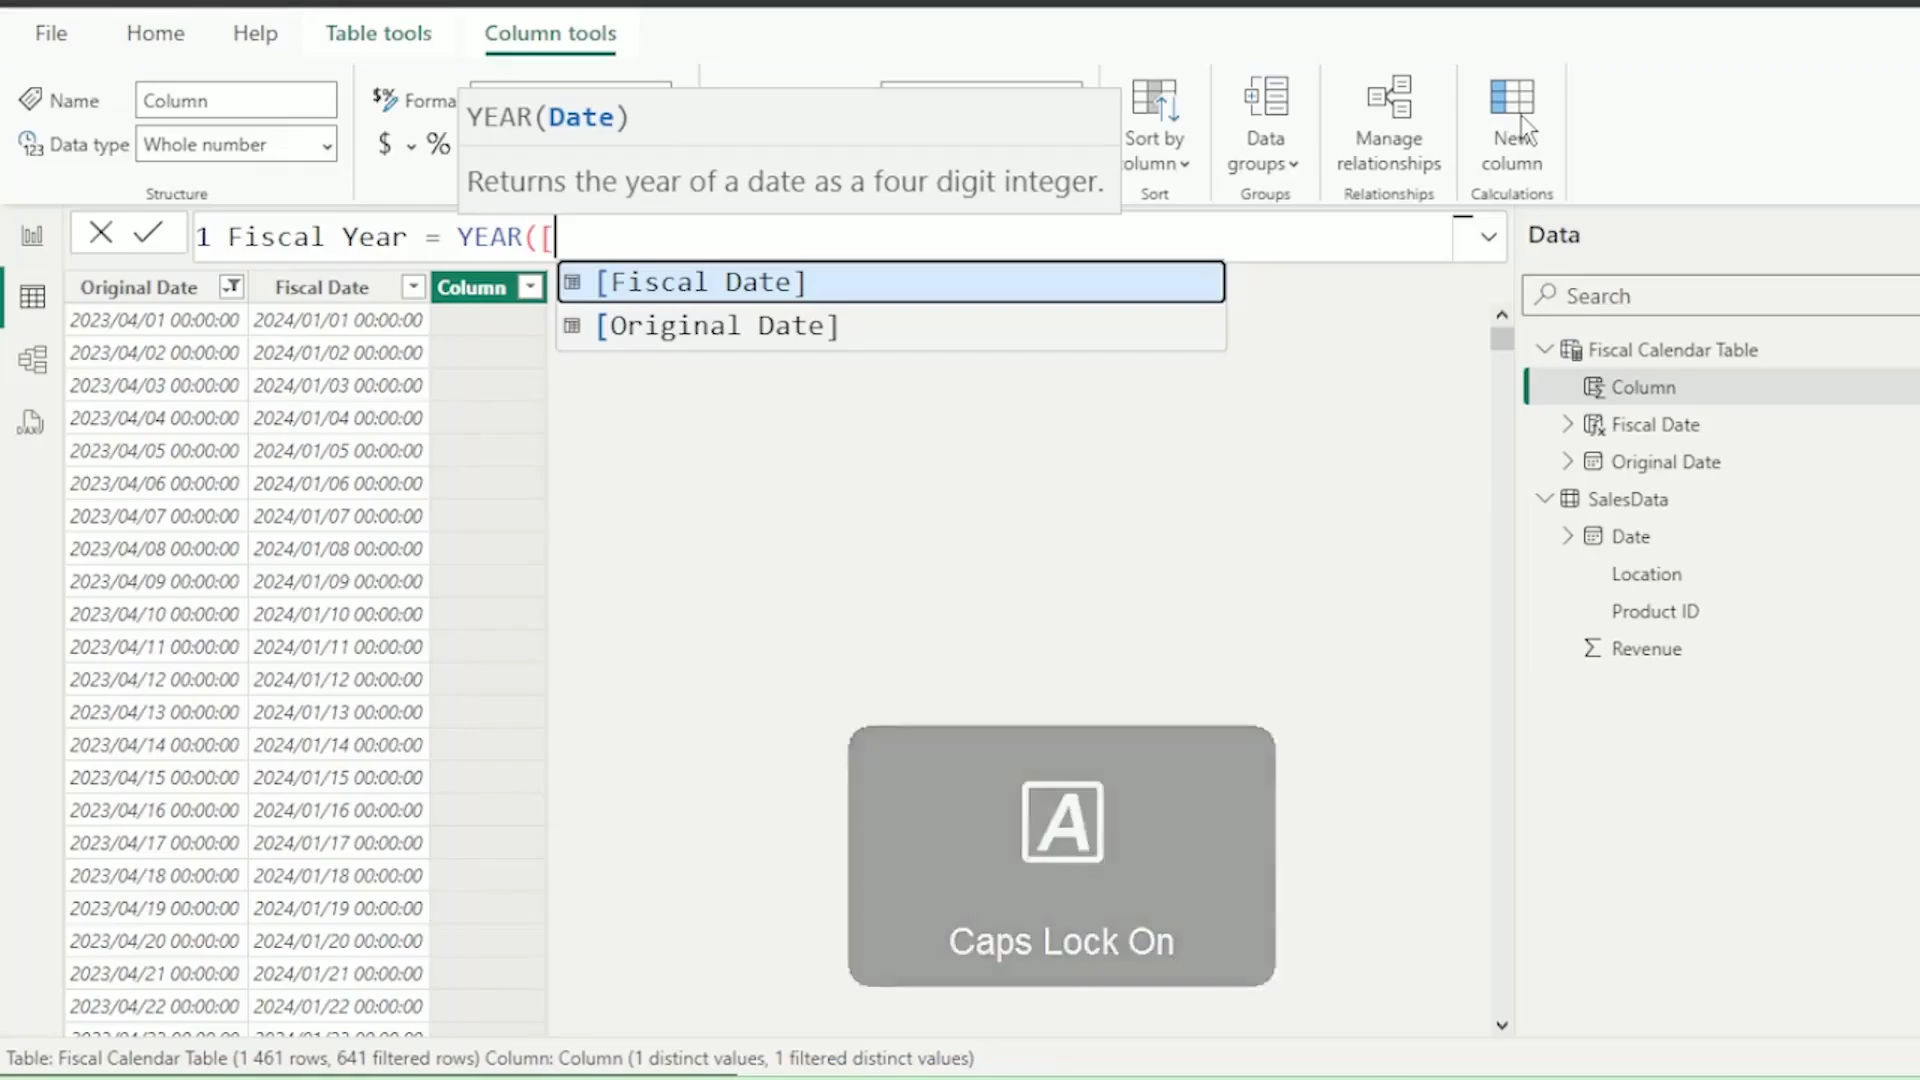 File Home Help Table tools Column tools
Name Column
Data type Whole number
Structure
Forma
$ %
YEAR(Date)
Returns the year of a date as a four digit integer.
Sort by
column
Sort
Data
groups
Groups
Manage
relationships
Relationships
New
column
Calculations
1 Fiscal Year = YEAR([
[Fiscal Date]
[Original Date]
Original Date Fiscal Date Column
2023/04/01 00:00:00 2024/01/01 00:00:00
2023/04/02 00:00:00 2024/01/02 00:00:00
2023/04/03 00:00:00 2024/01/03 00:00:00
2023/04/04 00:00:00 2024/01/04 00:00:00
2023/04/05 00:00:00 2024/01/05 00:00:00
2023/04/06 00:00:00 2024/01/06 00:00:00
2023/04/07 00:00:00 2024/01/07 00:00:00
2023/04/08 00:00:00 2024/01/08 00:00:00
2023/04/09 00:00:00 2024/01/09 00:00:00
2023/04/10 00:00:00 2024/01/10 00:00:00
2023/04/11 00:00:00 2024/01/11 00:00:00
2023/04/12 00:00:00 2024/01/12 00:00:00
2023/04/13 00:00:00 2024/01/13 00:00:00
2023/04/14 00:00:00 2024/01/14 00:00:00
2023/04/15 00:00:00 2024/01/15 00:00:00
2023/04/16 00:00:00 2024/01/16 00:00:00
2023/04/17 00:00:00 2024/01/17 00:00:00
2023/04/18 00:00:00 2024/01/18 00:00:00
2023/04/19 00:00:00 2024/01/19 00:00:00
2023/04/20 00:00:00 2024/01/20 00:00:00
2023/04/21 00:00:00 2024/01/21 00:00:00
2023/04/22 00:00:00 2024/01/22 00:00:00
A
Caps Lock On
Data
Search
Fiscal Calendar Table
Column
Fiscal Date
Original Date
SalesData
Date
Location
Product ID
Revenue
Table: Fiscal Calendar Table (1 461 rows, 641 filtered rows) Column: Column (1 distinct values, 1 filtered distinct values)